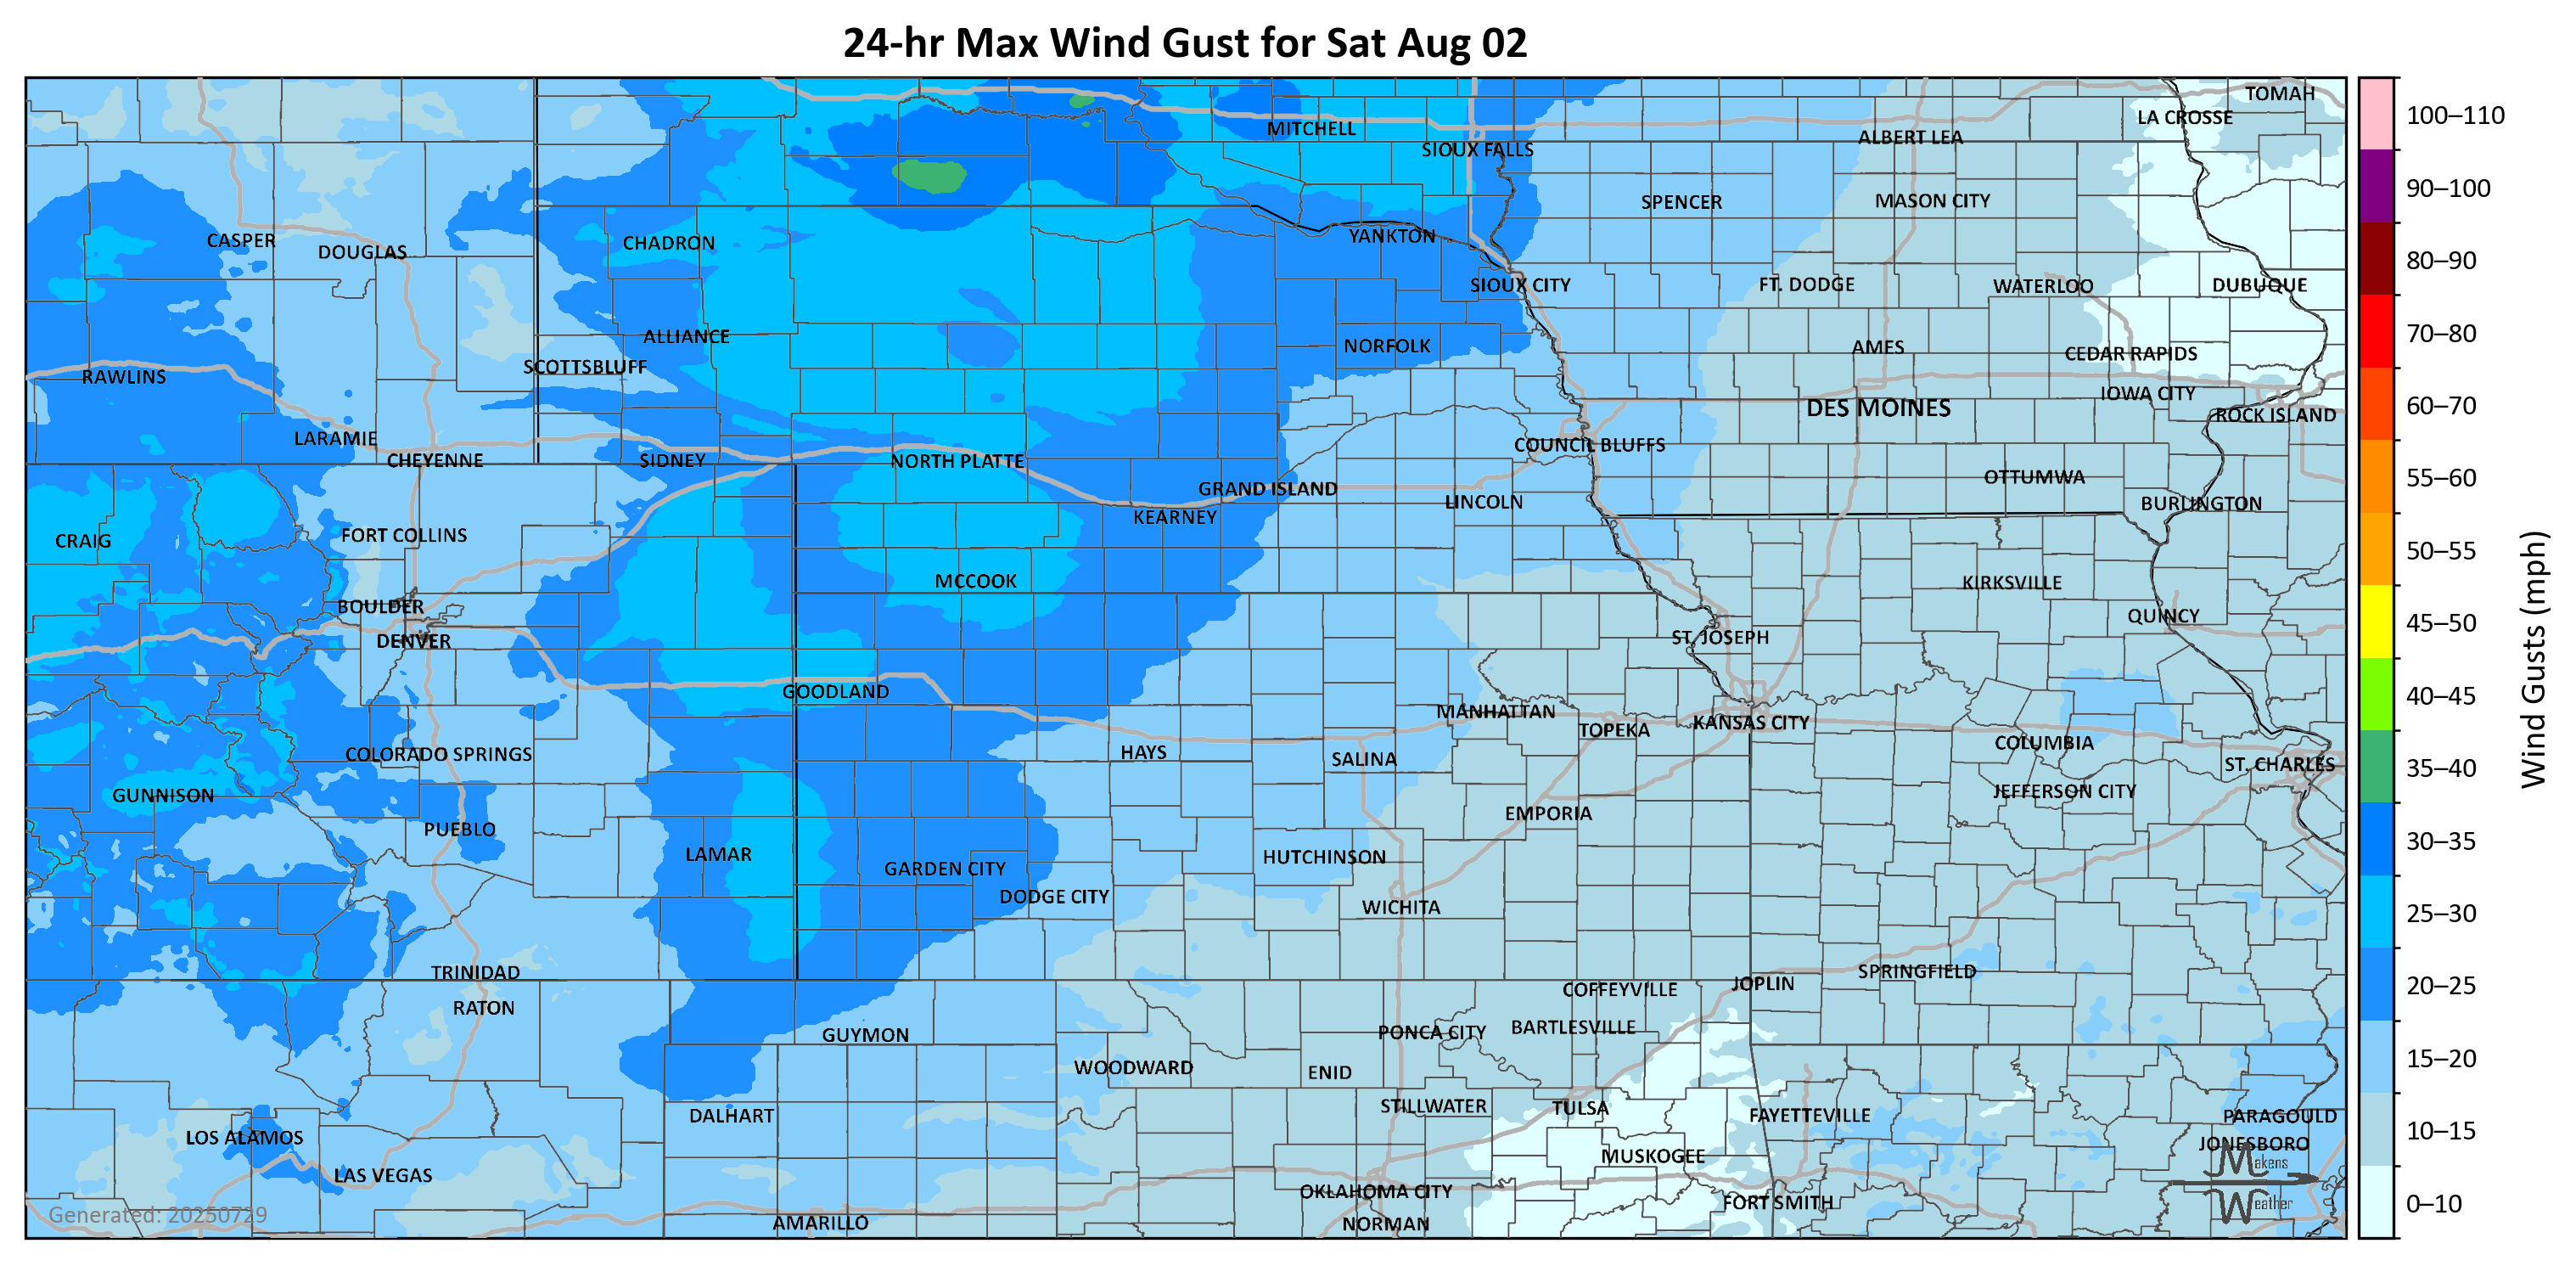 24-hr Max Wind Gust for Sat Aug 02
TOMAH
LA CROSSE
MITCHELL
ALBERT LEA
SIOUX FALLS
SPENCER
MASON CITY
CASPER
DOUGLAS
CHADRON
YANKTON
SIOUX CITY
FT. DODGE
WATERLOO
DUBUQUE
ALLIANCE
NORFOLK
AMES
CEDAR RAPIDS
SCOTTSBLUFF
RAWLINS
IOWA CITY
DES MOINES
ROCK ISLAND
LARAMIE
COUNCIL BLUFFS
CHEYENNE
SIDNEY
NORTH PLATTE
OTTUMWA
GRAND ISLAND
LINCOLN
BURLINGTON
KEARNEY
CRAIG
FORT COLLINS
MCCOOK
KIRKSVILLE
BOULDER
QUINCY
DENVER
ST. JOSEPH
GOODLAND
MANHATTAN
TOPEKA
KANSAS CITY
COLUMBIA
COLORADO SPRINGS
HAYS
SALINA
ST. CHARLES
GUNNISON
JEFFERSON CITY
EMPORIA
PUEBLO
LAMAR
HUTCHINSON
GARDEN CITY
DODGE CITY
WICHITA
TRINIDAD
SPRINGFIELD
JOPLIN
COFFEYVILLE
RATON
GUYMON
PONCA CITY
BARTLESVILLE
WOODWARD
ENID
STILLWATER
TULSA
DALHART
FAYETTEVILLE
PARAGOULD
LOS ALAMOS
JONESBORO
MUSKOGEE
LAS VEGAS
OKLAHOMA CITY
FORT SMITH
AMARILLO
NORMAN
Makens
Weather
Generated: 20250729
100–110
90–100
80–90
70–80
60–70
55–60
50–55
45–50
40–45
35–40
30–35
25–30
20–25
15–20
10–15
0–10
Wind Gusts (mph)